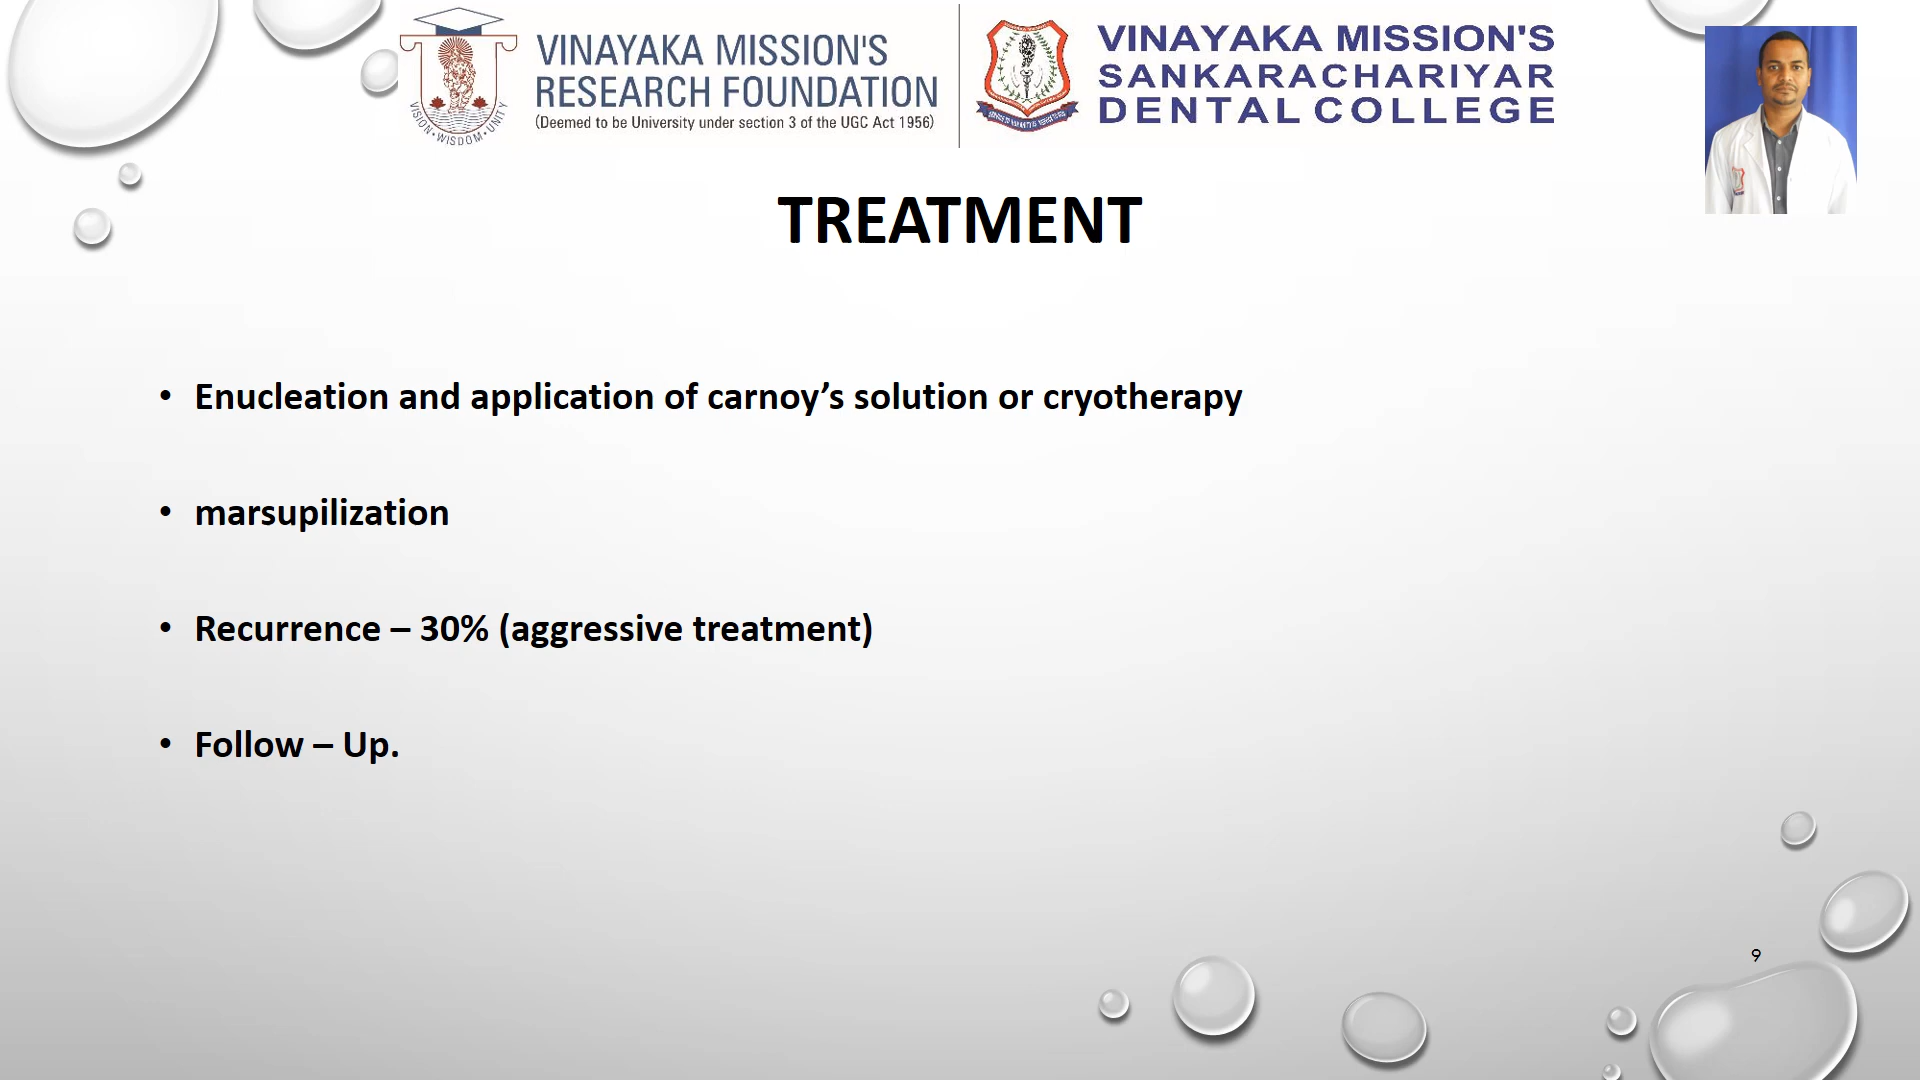 VISION • WISDOM • UNITY
VINAYAKA MISSION'S
RESEARCH FOUNDATION
(Deemed to be University under section 3 of the UGC Act 1956)
VINAYAKA MISSION'S
SANKARACHARIYAR
DENTAL COLLEGE
TREATMENT
• Enucleation and application of carnoy’s solution or cryotherapy
• marsupilization
• Recurrence – 30% (aggressive treatment)
• Follow – Up.
9